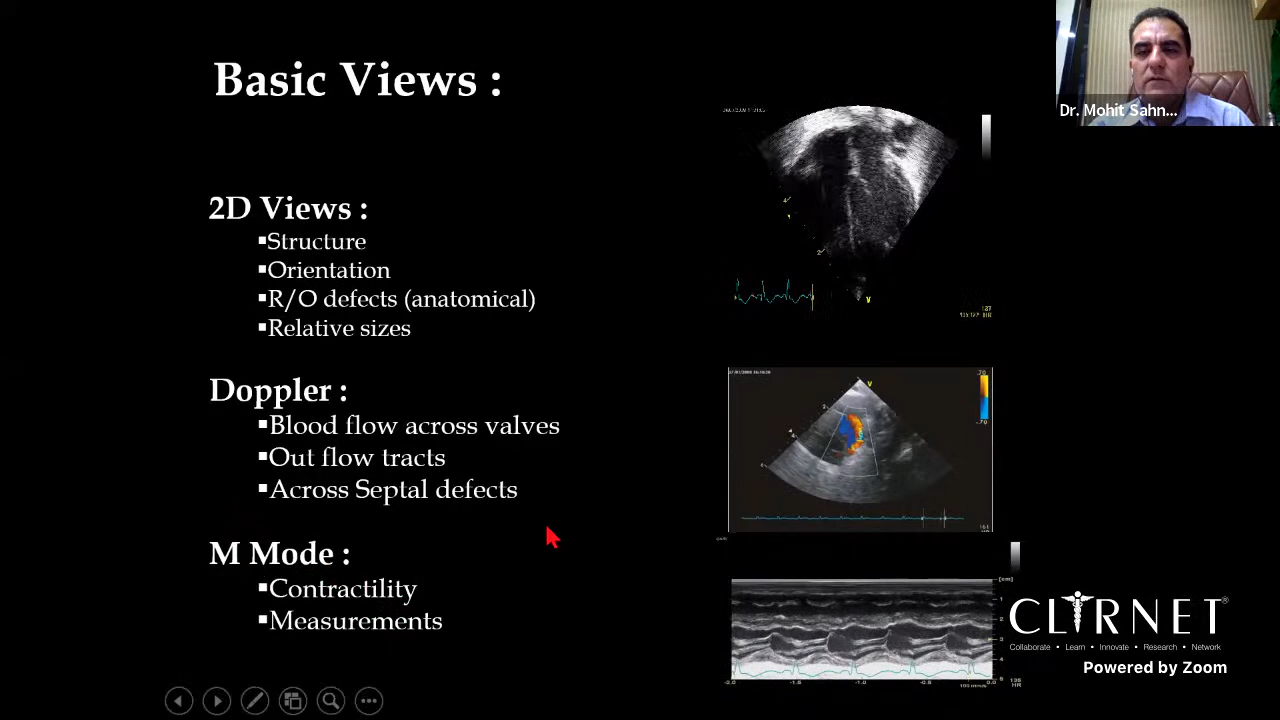 Basic Views :
Dr. Mohit Sahn...
2D Views :
▪Structure
▪Orientation
▪R/O defects (anatomical)
▪Relative sizes
Doppler :
▪Blood flow across valves
▪Out flow tracts
▪Across Septal defects
M Mode :
▪Contractility
▪Measurements
CLIRNET®
Collaborate • Learn • Innovate • Research • Network
Powered by Zoom